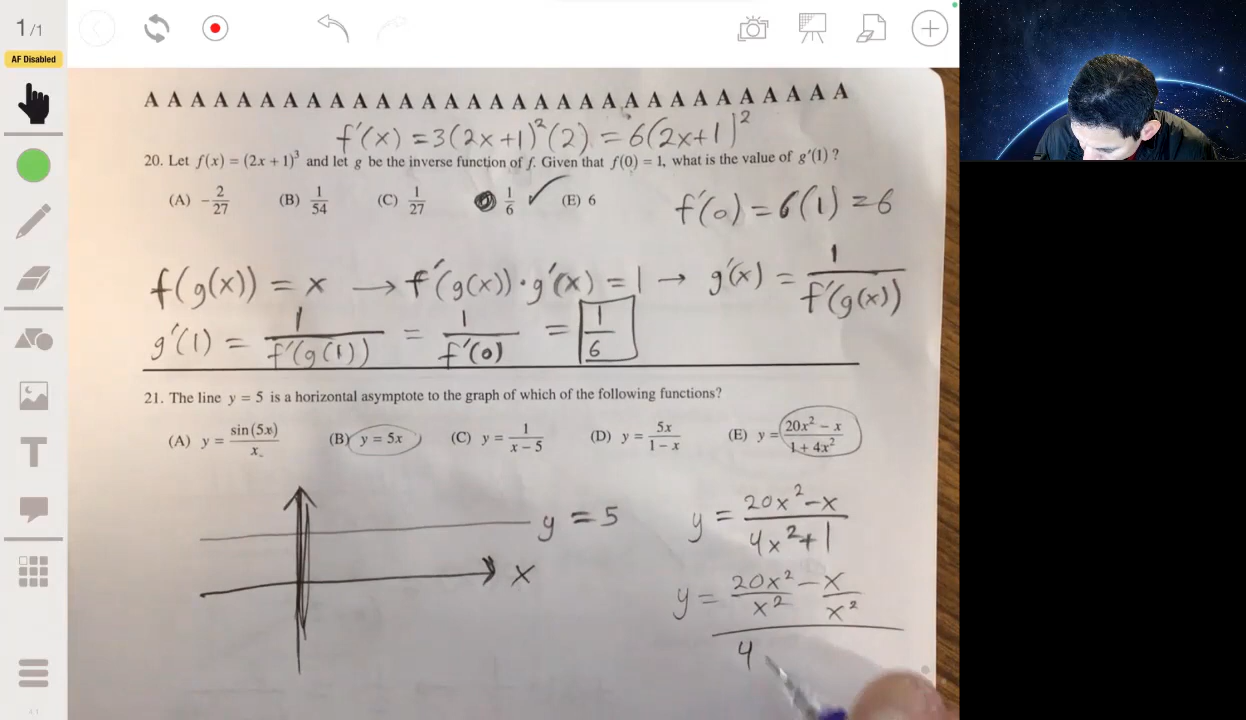 1/1
AF Disabled
A A A A A A A A A A A A A A A A A A A A A A A A A A A A A A A
f'(x) = 3(2x+1)²(2) = 6(2x+1)²
20. Let f(x) = (2x + 1)³ and let g be the inverse function of f. Given that f(0) = 1, what is the value of g'(1) ?
(A) −2/27 (B) 1/54 (C) 1/27 1/6 ✓ (E) 6
f'(0) = 6(1) = 6
f(g(x)) = x → f'(g(x)) · g'(x) = 1 → g'(x) = 1/f'(g(x))
g'(1) = 1/f'(g(1)) = 1/f'(0) = 1/6
21. The line y = 5 is a horizontal asymptote to the graph of which of the following functions?
(A) y = sin(5x)/x (B) y = 5x (C) y = 1/(x − 5) (D) y = 5x/(1 − x) (E) y = (20x² − x)/(1 + 4x²)
y = 5
x
y = (20x² − x)/(4x² + 1)
y = 20x²/x² − x/x²
4
T